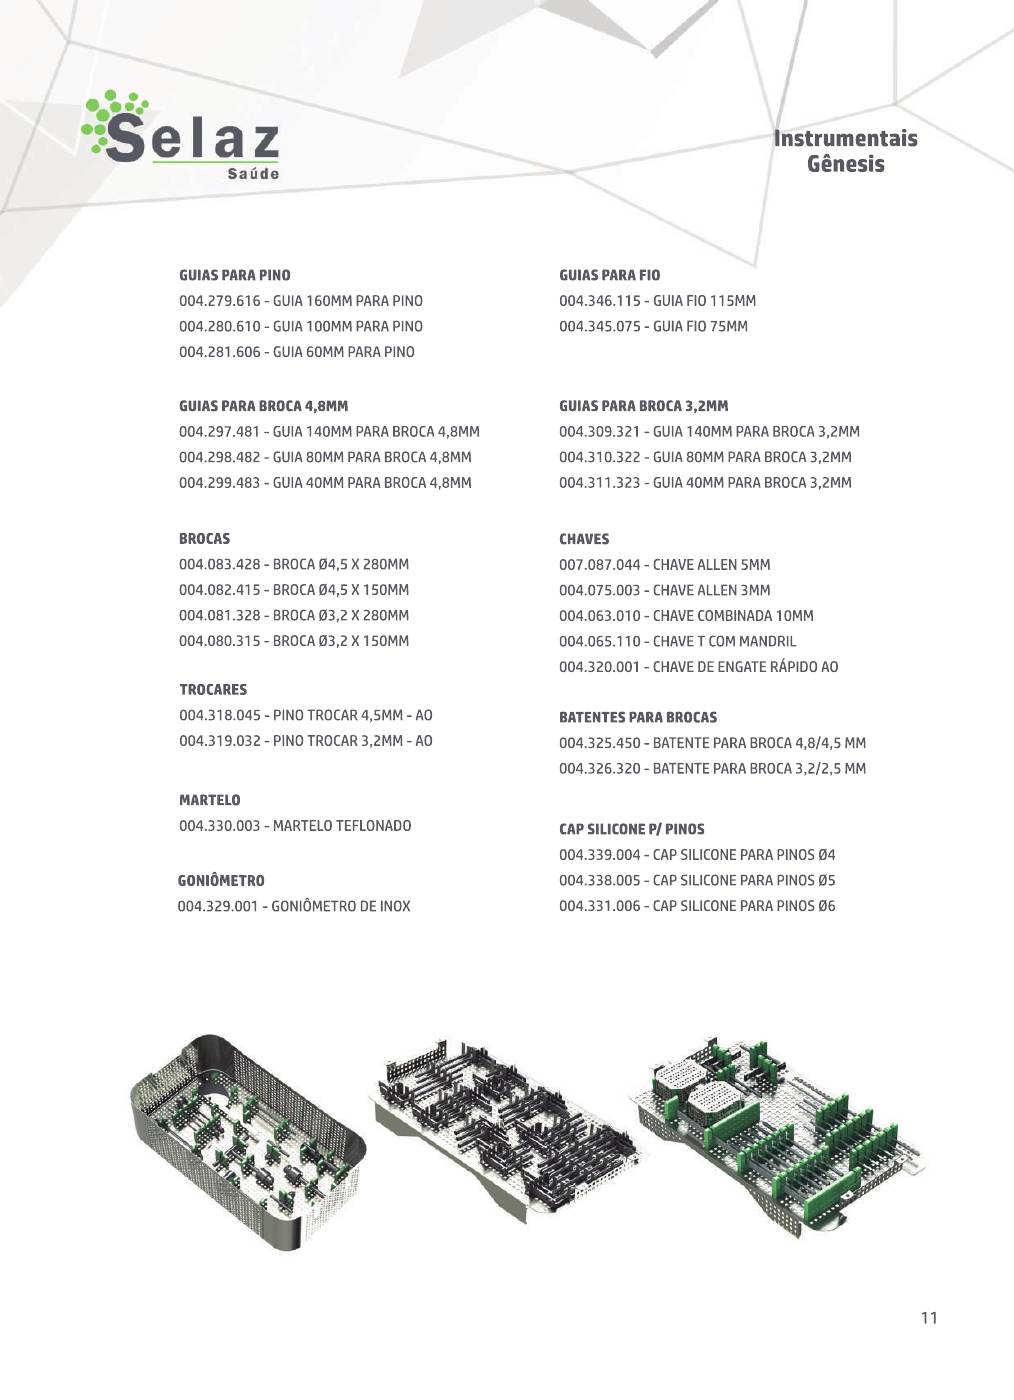 Selaz
Saúde
Instrumentais
Gênesis
GUIAS PARA PINO
004.279.616 - GUIA 160MM PARA PINO
004.280.610 - GUIA 100MM PARA PINO
004.281.606 - GUIA 60MM PARA PINO
GUIAS PARA FIO
004.346.115 - GUIA FIO 115MM
004.345.075 - GUIA FIO 75MM
GUIAS PARA BROCA 4,8MM
004.297.481 - GUIA 140MM PARA BROCA 4,8MM
004.298.482 - GUIA 80MM PARA BROCA 4,8MM
004.299.483 - GUIA 40MM PARA BROCA 4,8MM
GUIAS PARA BROCA 3,2MM
004.309.321 - GUIA 140MM PARA BROCA 3,2MM
004.310.322 - GUIA 80MM PARA BROCA 3,2MM
004.311.323 - GUIA 40MM PARA BROCA 3,2MM
BROCAS
004.083.428 - BROCA Ø4,5 X 280MM
004.082.415 - BROCA Ø4,5 X 150MM
004.081.328 - BROCA Ø3,2 X 280MM
004.080.315 - BROCA Ø3,2 X 150MM
CHAVES
007.087.044 - CHAVE ALLEN 5MM
004.075.003 - CHAVE ALLEN 3MM
004.063.010 - CHAVE COMBINADA 10MM
004.065.110 - CHAVE T COM MANDRIL
004.320.001 - CHAVE DE ENGATE RÁPIDO AO
TROCARES
004.318.045 - PINO TROCAR 4,5MM - AO
004.319.032 - PINO TROCAR 3,2MM - AO
BATENTES PARA BROCAS
004.325.450 - BATENTE PARA BROCA 4,8/4,5 MM
004.326.320 - BATENTE PARA BROCA 3,2/2,5 MM
MARTELO
004.330.003 - MARTELO TEFLONADO
CAP SILICONE P/ PINOS
004.339.004 - CAP SILICONE PARA PINOS Ø4
004.338.005 - CAP SILICONE PARA PINOS Ø5
004.331.006 - CAP SILICONE PARA PINOS Ø6
GONIÔMETRO
004.329.001 - GONIÔMETRO DE INOX
11